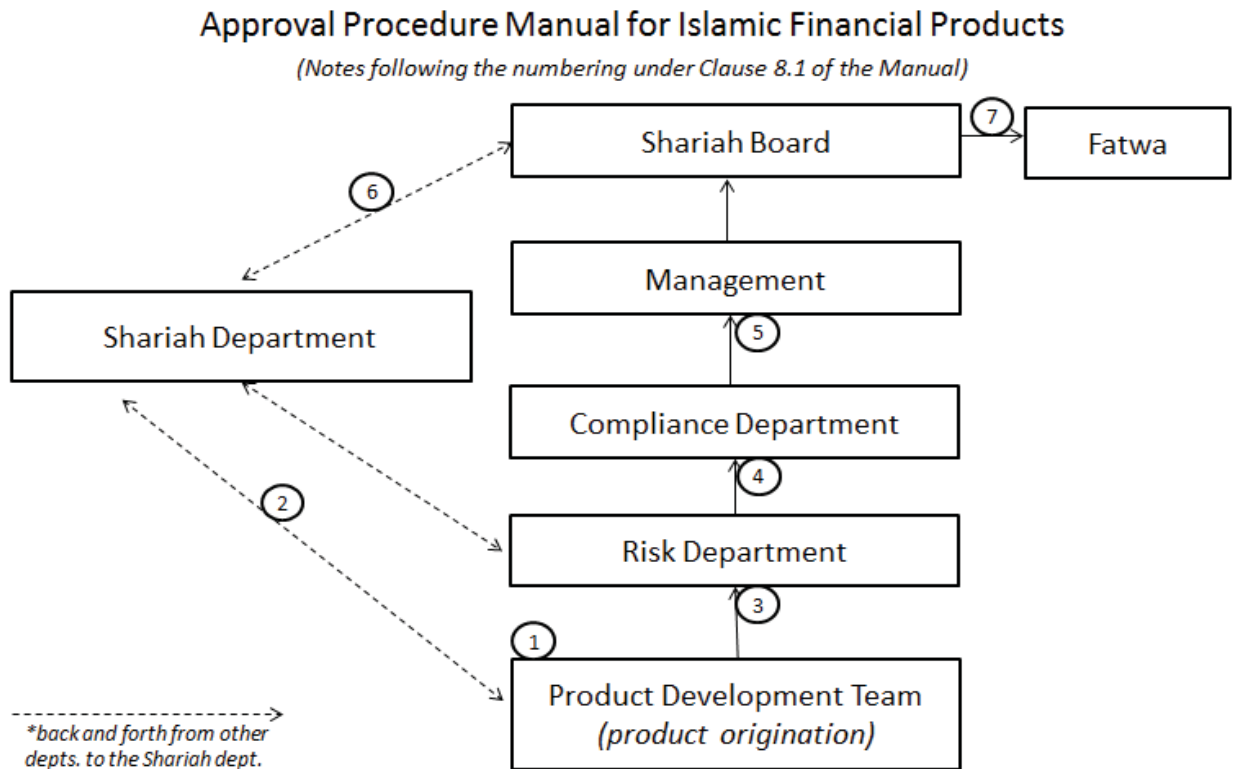 Approval Procedure Manual for Islamic Financial Products
(Notes following the numbering under Clause 8.1 of the Manual)
Shariah Board
7
Fatwa
6
Management
Shariah Department
5
Compliance Department
4
2
Risk Department
3
1
Product Development Team
(product origination)
*back and forth from other
depts. to the Shariah dept.